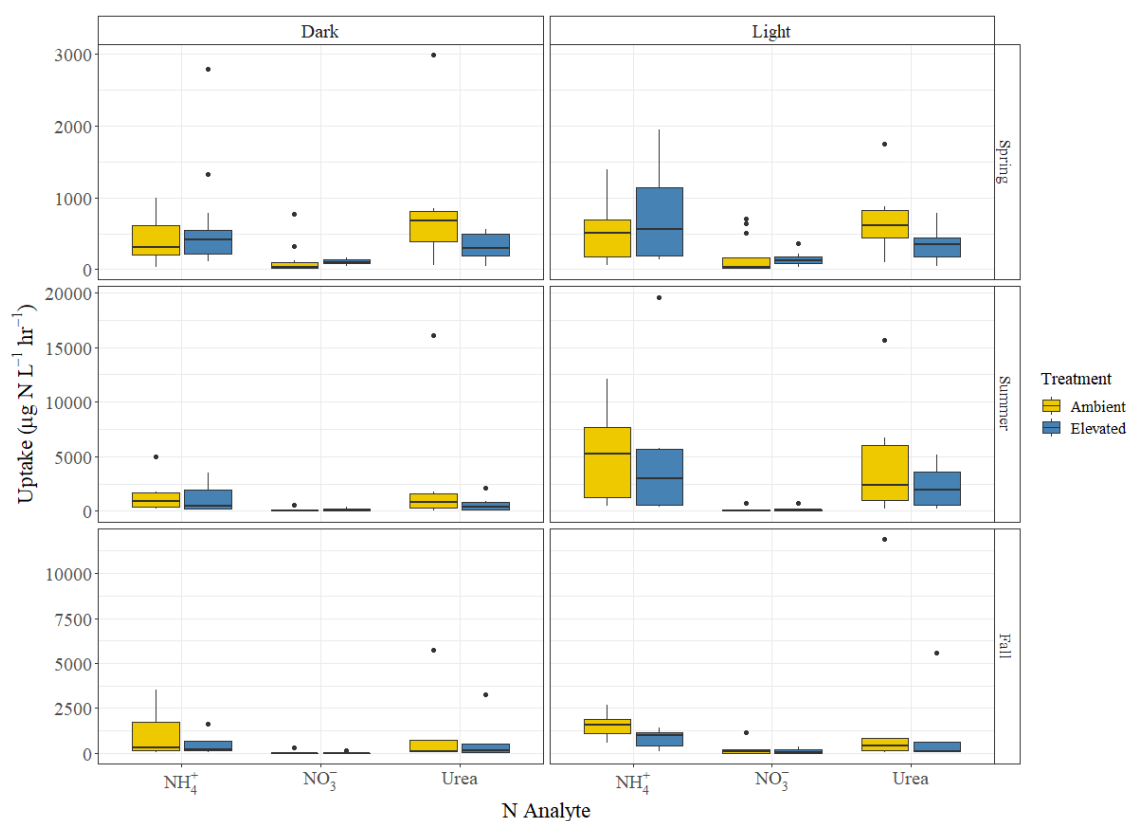 Dark
Light
3000
2000
1000
0
Spring
20000
15000
10000
5000
0
Summer
10000
7500
5000
2500
0
Fall
Uptake (µg N L⁻¹ hr⁻¹)
NH₄⁺
NO₃⁻
Urea
NH₄⁺
NO₃⁻
Urea
N Analyte
Treatment
Ambient
Elevated